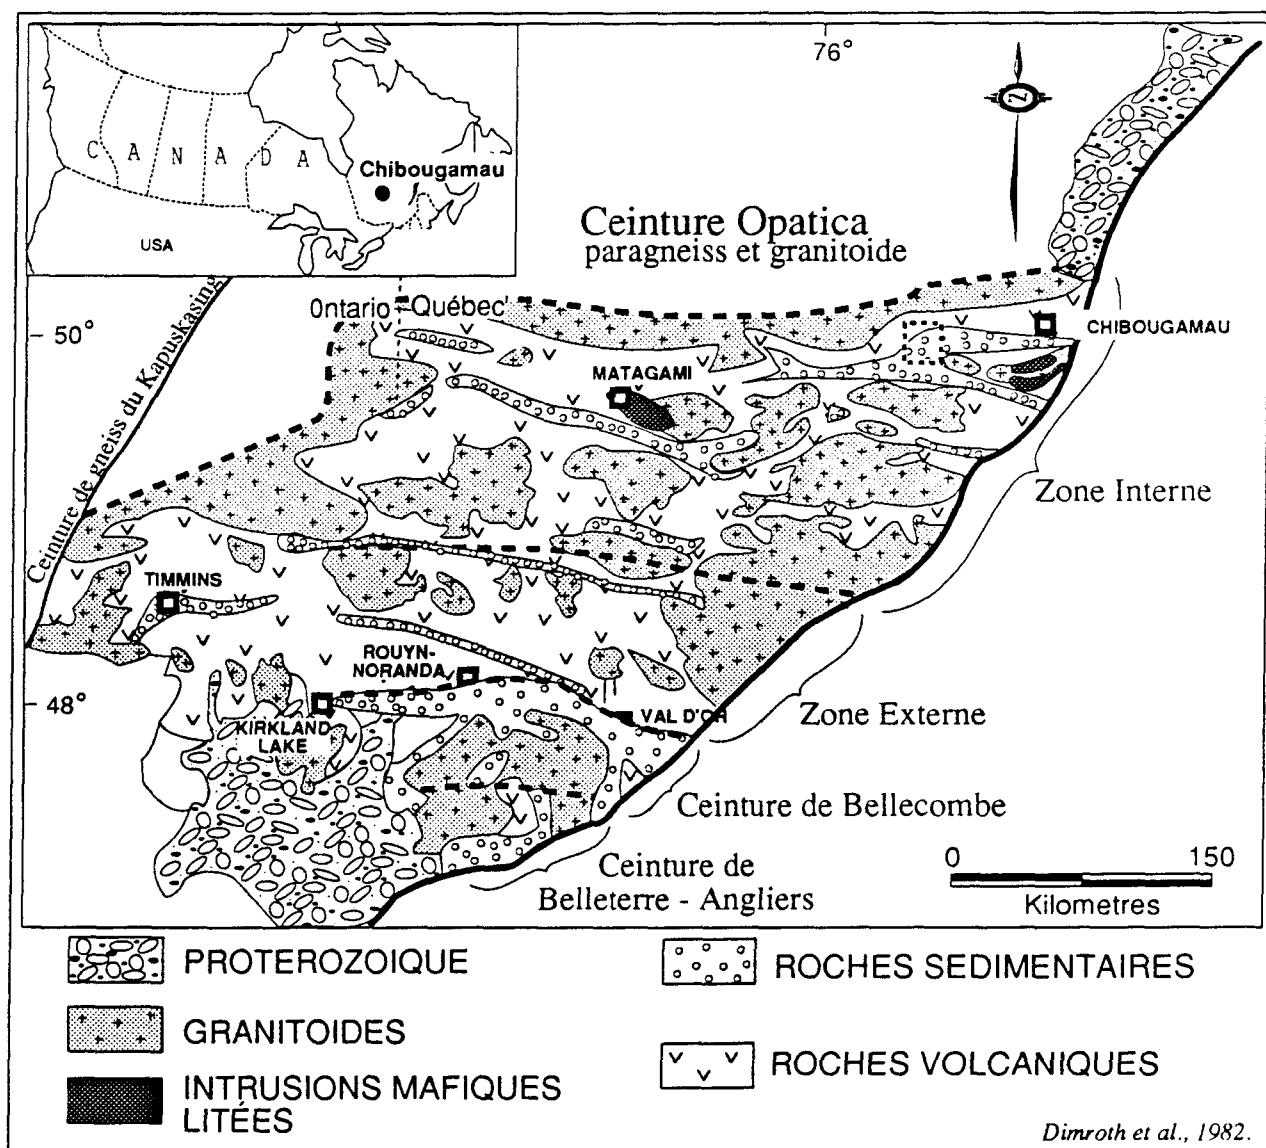 76°
C A N A D A
Chibougamau
USA
Z
Ceinture Opatica
paragneiss et granitoide
Ontario
Québec
50°
CHIBOUGAMAU
MATAGAMI
Ceinture de gneiss du Kapuskasing
Zone Interne
TIMMINS
ROUYN-
NORANDA
48°
KIRKLAND
LAKE
VAL D'OR
Zone Externe
Ceinture de Bellecombe
Ceinture de
Belleterre - Angliers
0 150
Kilometres
PROTEROZOIQUE
ROCHES SEDIMENTAIRES
GRANITOIDES
ROCHES VOLCANIQUES
INTRUSIONS MAFIQUES
LITÉES
Dimroth et al., 1982.